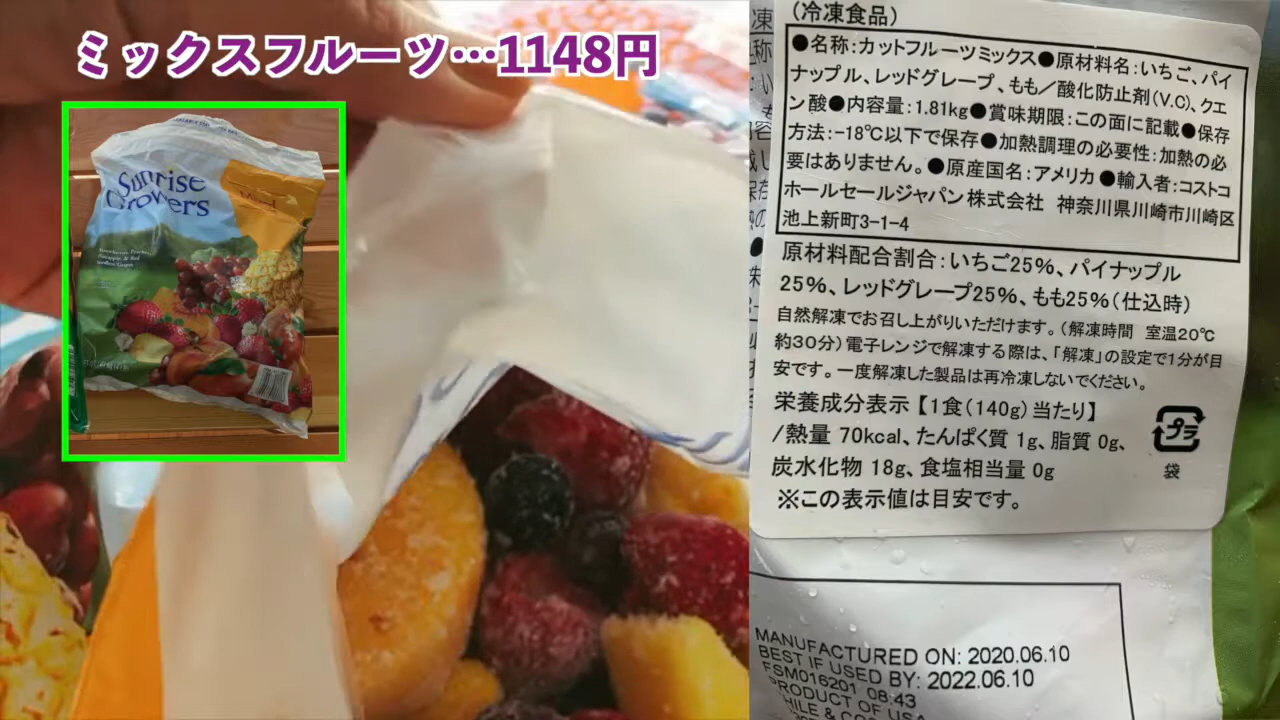 ミックスフルーツ…1148円
Sunrise
Growers
Mixed
(冷凍食品)
●名称:カットフルーツミックス●原材料名:いちご、パイ
ナップル、レッドグレープ、もも/酸化防止剤(V.C)、クエ
ン酸●内容量:1.81kg●賞味期限:この面に記載●保存
方法:-18℃以下で保存●加熱調理の必要性:加熱の必
要はありません。●原産国名:アメリカ●輸入者:コストコ
ホールセールジャパン株式会社 神奈川県川崎市川崎区
池上新町3-1-4
原材料配合割合:いちご25%、パイナップル
25%、レッドグレープ25%、もも25%(仕込時)
自然解凍でお召し上がりいただけます。(解凍時間 室温20℃
約30分)電子レンジで解凍する際は、「解凍」の設定で1分が目
安です。一度解凍した製品は再冷凍しないでください。
栄養成分表示【1食(140g)当たり】
/熱量 70kcal、たんぱく質 1g、脂質 0g、
炭水化物 18g、食塩相当量 0g
※この表示値は目安です。
プラ
袋
MANUFACTURED ON: 2020.06.10
BEST IF USED BY: 2022.06.10
FSM016201 08:43
PRODUCT OF USA